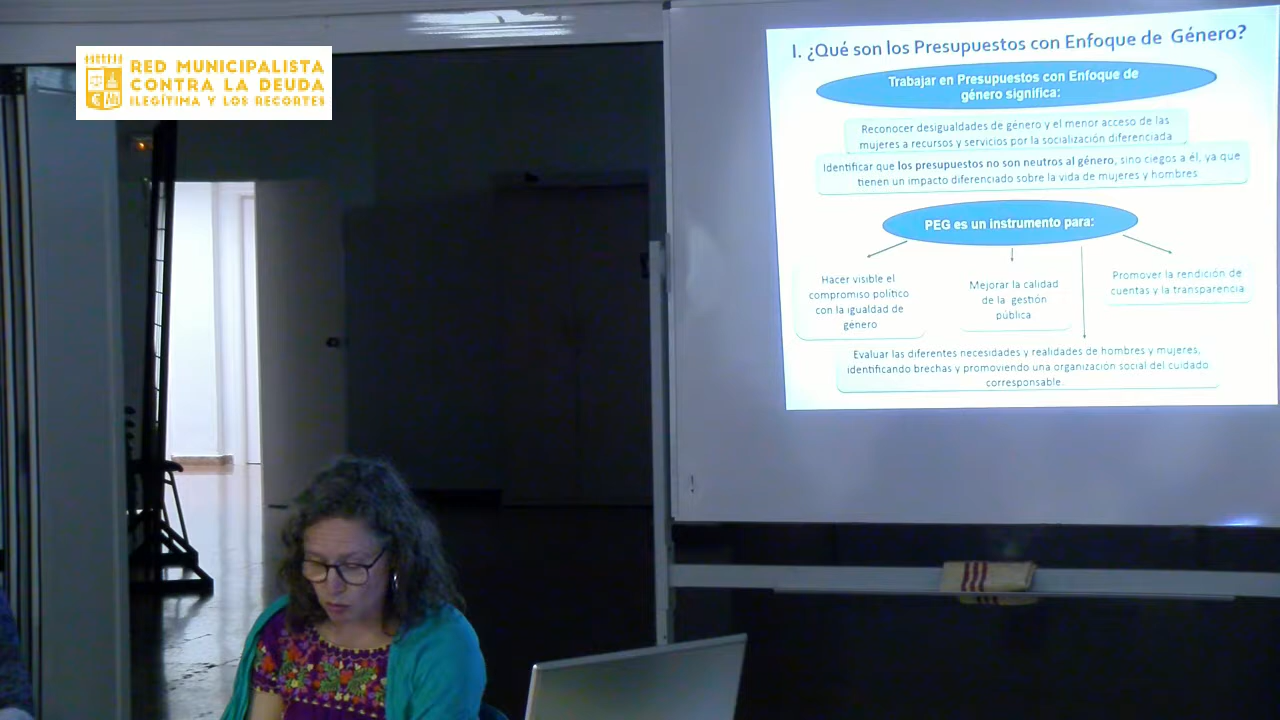 RED MUNICIPALISTA
CONTRA LA DEUDA
ILEGÍTIMA Y LOS RECORTES
I. ¿Qué son los Presupuestos con Enfoque de Género?
Trabajar en Presupuestos con Enfoque de
género significa:
Reconocer desigualdades de género y el menor acceso de las
mujeres a recursos y servicios por la socialización diferenciada
Identificar que los presupuestos no son neutros al género, sino ciegos a él, ya que
tienen un impacto diferenciado sobre la vida de mujeres y hombres
PEG es un instrumento para:
Hacer visible el
compromiso político
con la igualdad de
género
Mejorar la calidad
de la gestión
pública
Promover la rendición de
cuentas y la transparencia
Evaluar las diferentes necesidades y realidades de hombres y mujeres,
identificando brechas y promoviendo una organización social del cuidado
corresponsable